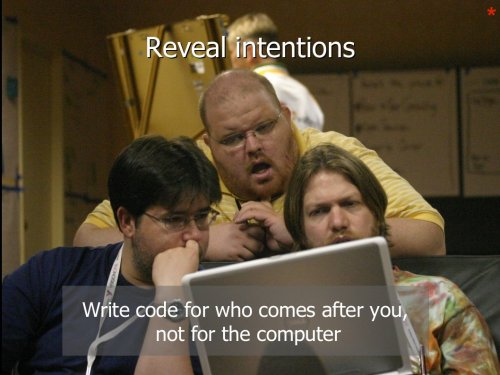 *
Reveal intentions
Write code for who comes after you,
not for the computer